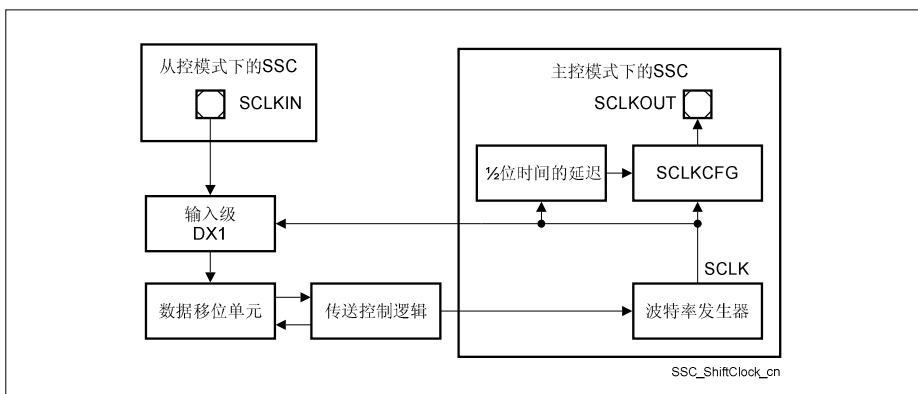 从控模式下的SSC
SCLKIN
主控模式下的SSC
SCLKOUT
½位时间的延迟
SCLKCFG
输入级
DX1
SCLK
数据移位单元
传送控制逻辑
波特率发生器
SSC_ShiftClock_cn